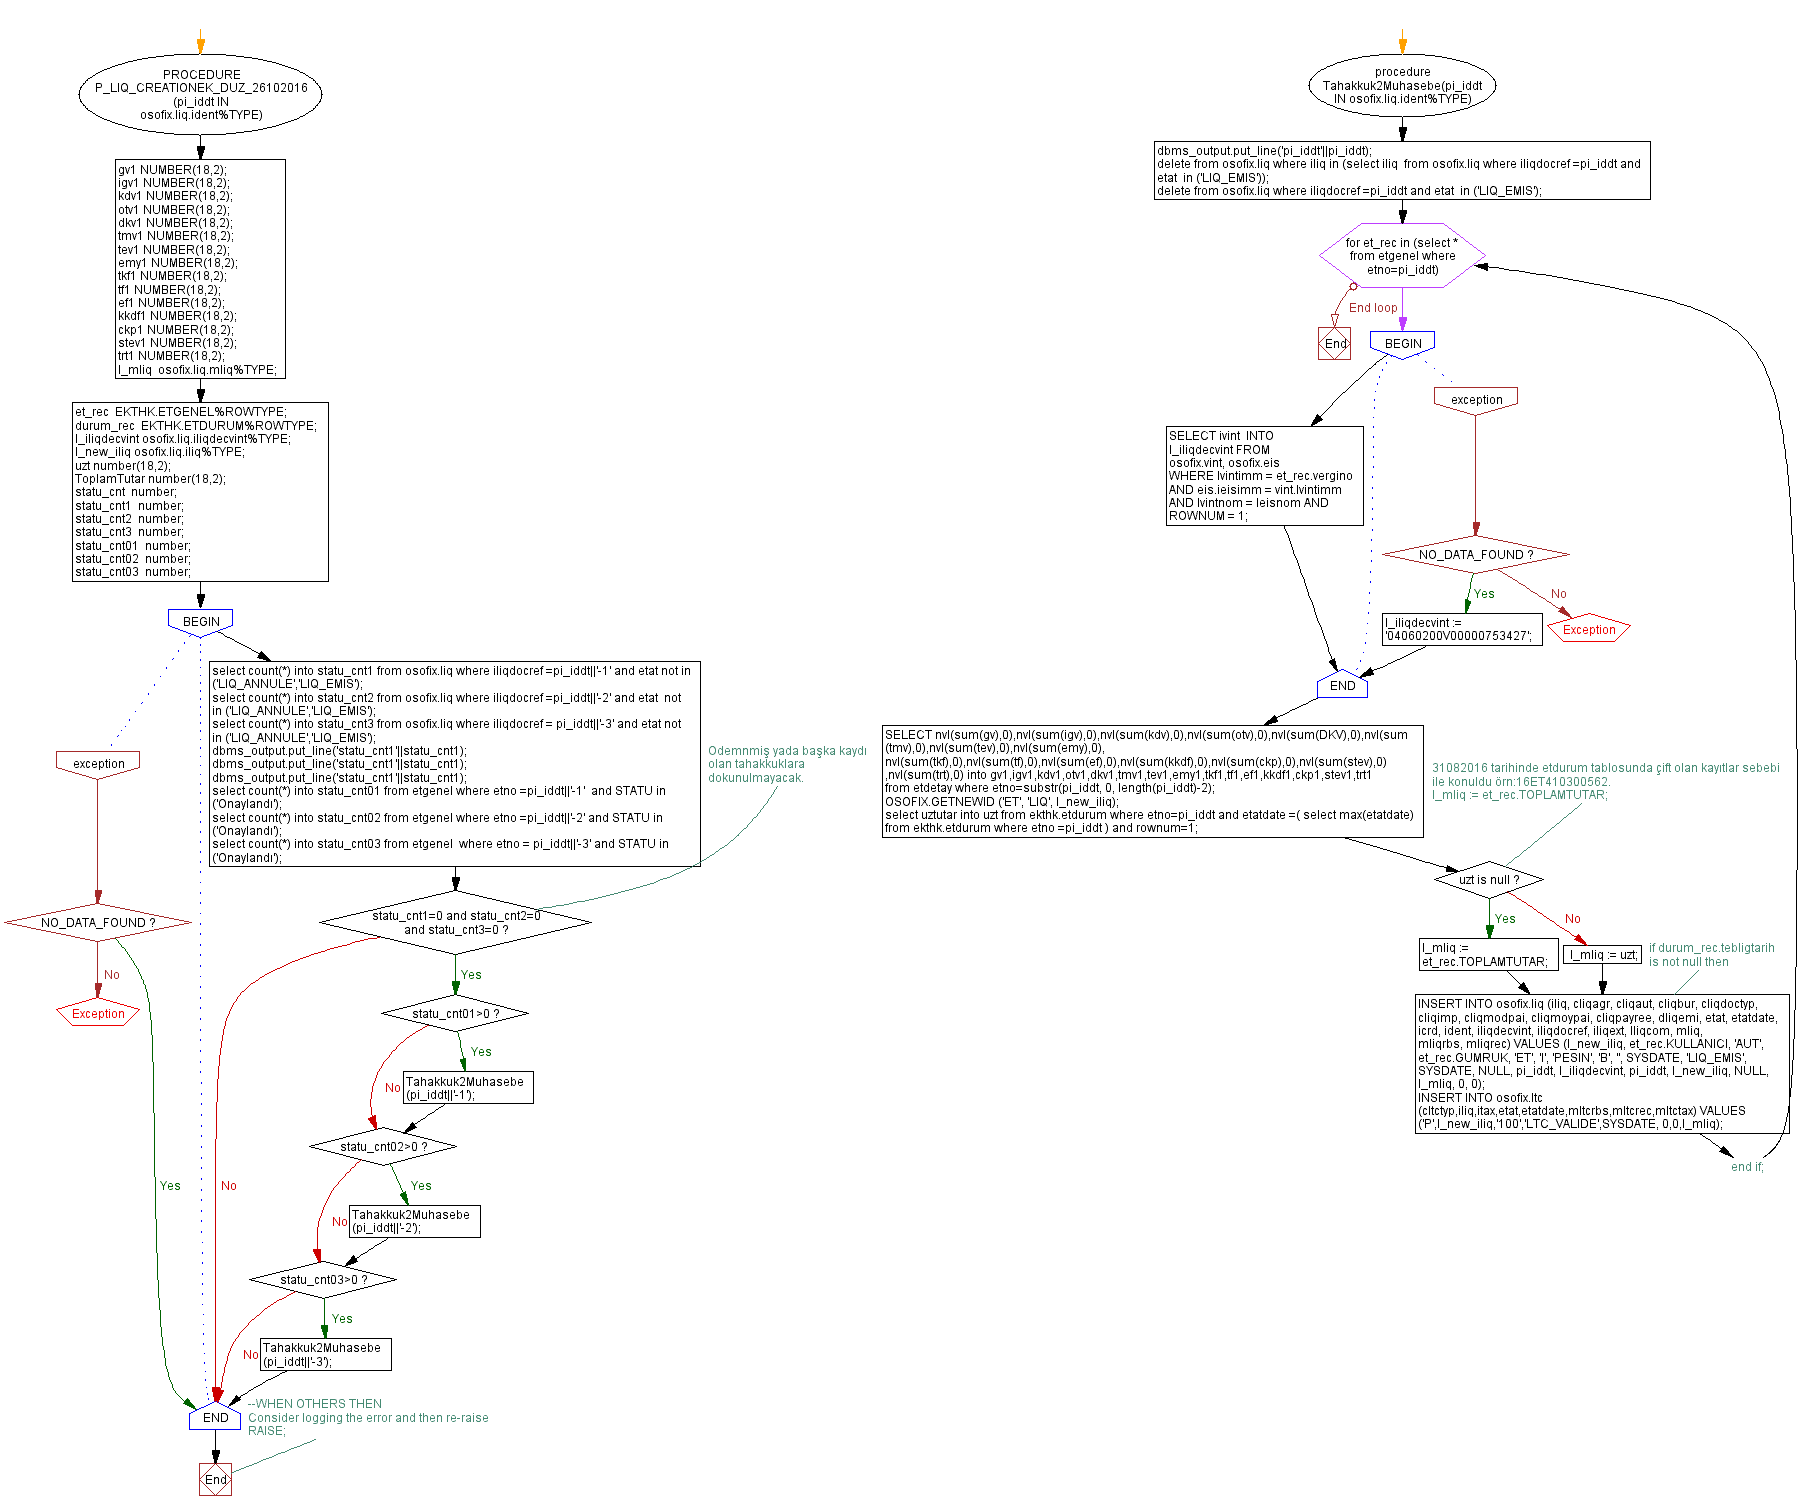 PROCEDURE
P_LIQ_CREATIONEK_DUZ_26102016
(pi_iddt IN
osofix.liq.ident%TYPE)
gv1 NUMBER(18,2);
igv1 NUMBER(18,2);
kdv1 NUMBER(18,2);
otv1 NUMBER(18,2);
dkv1 NUMBER(18,2);
tmv1 NUMBER(18,2);
tev1 NUMBER(18,2);
emy1 NUMBER(18,2);
tkf1 NUMBER(18,2);
tf1 NUMBER(18,2);
ef1 NUMBER(18,2);
kkdf1 NUMBER(18,2);
ckp1 NUMBER(18,2);
stev1 NUMBER(18,2);
trt1 NUMBER(18,2);
l_mliq osofix.liq.mliq%TYPE;
et_rec EKTHK.ETGENEL%ROWTYPE;
durum_rec EKTHK.ETDURUM%ROWTYPE;
l_iliqdecvint osofix.liq.iliqdecvint%TYPE;
l_new_iliq osofix.liq.iliq%TYPE;
uzt number(18,2);
ToplamTutar number(18,2);
statu_cnt number;
statu_cnt1 number;
statu_cnt2 number;
statu_cnt3 number;
statu_cnt01 number;
statu_cnt02 number;
statu_cnt03 number;
BEGIN
select count(*) into statu_cnt1 from osofix.liq where iliqdocref=pi_iddt||'-1' and etat not in
('LIQ_ANNULE','LIQ_EMIS');
select count(*) into statu_cnt2 from osofix.liq where iliqdocref=pi_iddt||'-2' and etat not
in ('LIQ_ANNULE','LIQ_EMIS');
select count(*) into statu_cnt3 from osofix.liq where iliqdocref= pi_iddt||'-3' and etat not
in ('LIQ_ANNULE','LIQ_EMIS');
dbms_output.put_line('statu_cnt1'||statu_cnt1);
dbms_output.put_line('statu_cnt1'||statu_cnt1);
dbms_output.put_line('statu_cnt1'||statu_cnt1);
select count(*) into statu_cnt01 from etgenel where etno =pi_iddt||'-1' and STATU in
('Onaylandı');
select count(*) into statu_cnt02 from etgenel where etno =pi_iddt||'-2' and STATU in
('Onaylandı');
select count(*) into statu_cnt03 from etgenel where etno = pi_iddt||'-3' and STATU in
('Onaylandı');
Odemnmiş yada başka kaydı
olan tahakkuklara
dokunulmayacak.
exception
NO_DATA_FOUND ?
No
Exception
Yes
statu_cnt1=0 and statu_cnt2=0
and statu_cnt3=0 ?
Yes
No
statu_cnt01>0 ?
Yes
No
Tahakkuk2Muhasebe
(pi_iddt||'-1');
statu_cnt02>0 ?
Yes
No
Tahakkuk2Muhasebe
(pi_iddt||'-2');
statu_cnt03>0 ?
Yes
No
Tahakkuk2Muhasebe
(pi_iddt||'-3');
END
--WHEN OTHERS THEN
Consider logging the error and then re-raise
RAISE;
End
procedure
Tahakkuk2Muhasebe(pi_iddt
IN osofix.liq.ident%TYPE)
dbms_output.put_line('pi_iddt'||pi_iddt);
delete from osofix.liq where iliq in (select iliq from osofix.liq where iliqdocref=pi_iddt and
etat in ('LIQ_EMIS'));
delete from osofix.liq where iliqdocref=pi_iddt and etat in ('LIQ_EMIS');
for et_rec in (select *
from etgenel where
etno=pi_iddt)
End loop
End
BEGIN
exception
SELECT ivint INTO
l_iliqdecvint FROM
osofix.vint, osofix.eis
WHERE lvintimm = et_rec.vergino
AND eis.ieisimm = vint.lvintimm
AND lvintnom = leisnom AND
ROWNUM = 1;
NO_DATA_FOUND ?
Yes
No
l_iliqdecvint :=
'04060200V00000753427';
Exception
END
SELECT nvl(sum(gv),0),nvl(sum(igv),0),nvl(sum(kdv),0),nvl(sum(otv),0),nvl(sum(DKV),0),nvl(sum
(tmv),0),nvl(sum(tev),0),nvl(sum(emy),0),
nvl(sum(tkf),0),nvl(sum(tf),0),nvl(sum(ef),0),nvl(sum(kkdf),0),nvl(sum(ckp),0),nvl(sum(stev),0)
,nvl(sum(trt),0) into gv1,igv1,kdv1,otv1,dkv1,tmv1,tev1,emy1,tkf1,tf1,ef1,kkdf1,ckp1,stev1,trt1
from etdetay where etno=substr(pi_iddt, 0, length(pi_iddt)-2);
OSOFIX.GETNEWID ('ET', 'LIQ', l_new_iliq);
select uztutar into uzt from ekthk.etdurum where etno=pi_iddt and etatdate =( select max(etatdate)
from ekthk.etdurum where etno =pi_iddt ) and rownum=1;
31082016 tarihinde etdurum tablosunda çift olan kayıtlar sebebi
ile konuldu örn:16ET410300562.
l_mliq := et_rec.TOPLAMTUTAR;
uzt is null ?
Yes
No
l_mliq :=
et_rec.TOPLAMTUTAR;
l_mliq := uzt;
if durum_rec.tebligtarih
is not null then
INSERT INTO osofix.liq (iliq, cliqagr, cliqaut, cliqbur, cliqdoctyp,
cliqimp, cliqmodpai, cliqmoypai, cliqpayree, dliqemi, etat, etatdate,
icrd, ident, iliqdecvint, iliqdocref, iliqext, lliqcom, mliq,
mliqrbs, mliqrec) VALUES (l_new_iliq, et_rec.KULLANICI, 'AUT',
et_rec.GUMRUK, 'ET', 'I', 'PESIN', 'B', '', SYSDATE, 'LIQ_EMIS',
SYSDATE, NULL, pi_iddt, l_iliqdecvint, pi_iddt, l_new_iliq, NULL,
l_mliq, 0, 0);
INSERT INTO osofix.ltc
(cltctyp,iliq,itax,etat,etatdate,mltcrbs,mltcrec,mltctax) VALUES
('P',l_new_iliq,'100','LTC_VALIDE',SYSDATE, 0,0,l_mliq);
end if;